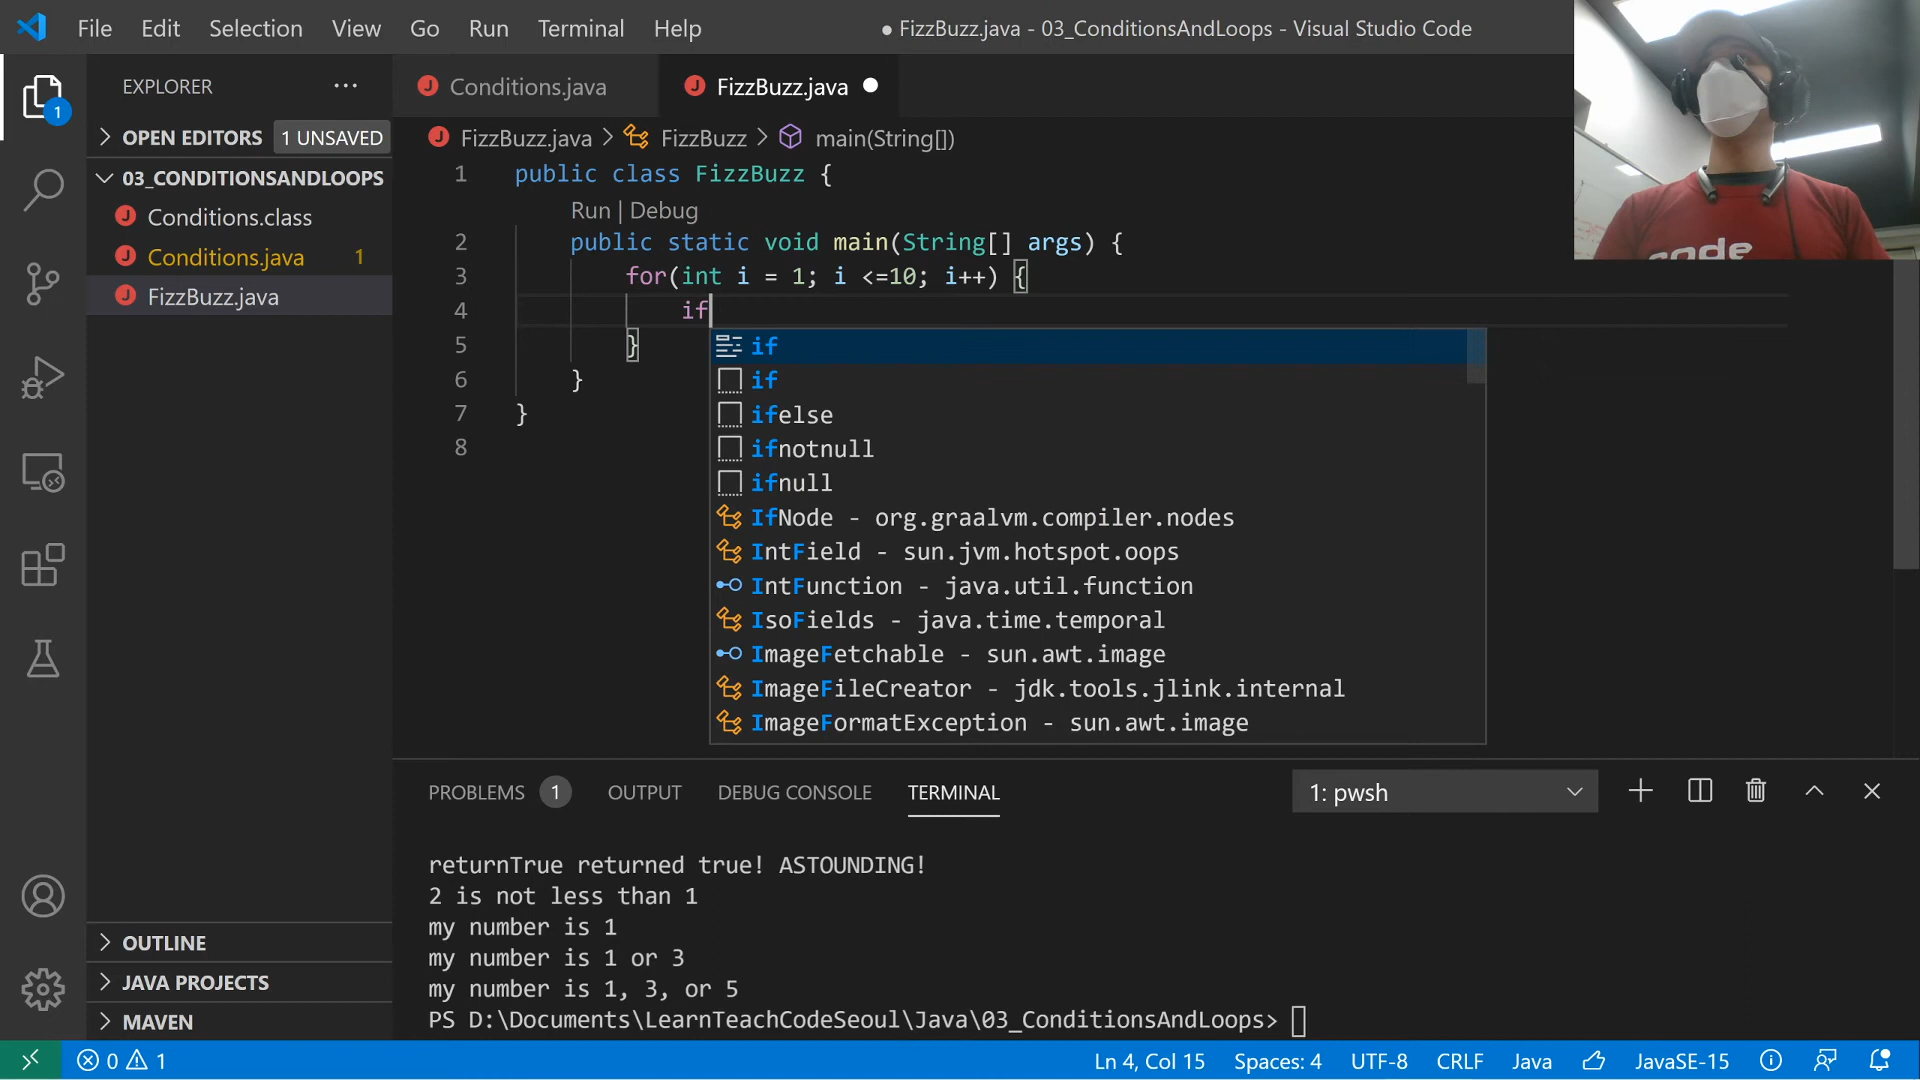 File Edit Selection View Go Run Terminal Help
● FizzBuzz.java - 03_ConditionsAndLoops - Visual Studio Code
EXPLORER ···
1
OPEN EDITORS 1 UNSAVED
03_CONDITIONSANDLOOPS
Conditions.class
Conditions.java 1
FizzBuzz.java
OUTLINE
JAVA PROJECTS
MAVEN
Conditions.java
FizzBuzz.java
FizzBuzz.java > FizzBuzz > main(String[])
1 public class FizzBuzz {
Run | Debug
2 public static void main(String[] args) {
3 for(int i = 1; i <=10; i++) {
4 if
5 }
6 }
7 }
8
if
if
ifelse
ifnotnull
ifnull
IfNode - org.graalvm.compiler.nodes
IntField - sun.jvm.hotspot.oops
IntFunction - java.util.function
IsoFields - java.time.temporal
ImageFetchable - sun.awt.image
ImageFileCreator - jdk.tools.jlink.internal
ImageFormatException - sun.awt.image
code
PROBLEMS 1 OUTPUT DEBUG CONSOLE TERMINAL 1: pwsh
returnTrue returned true! ASTOUNDING!
2 is not less than 1
my number is 1
my number is 1 or 3
my number is 1, 3, or 5
PS D:\Documents\LearnTeachCodeSeoul\Java\03_ConditionsAndLoops>
0 1 Ln 4, Col 15 Spaces: 4 UTF-8 CRLF Java JavaSE-15